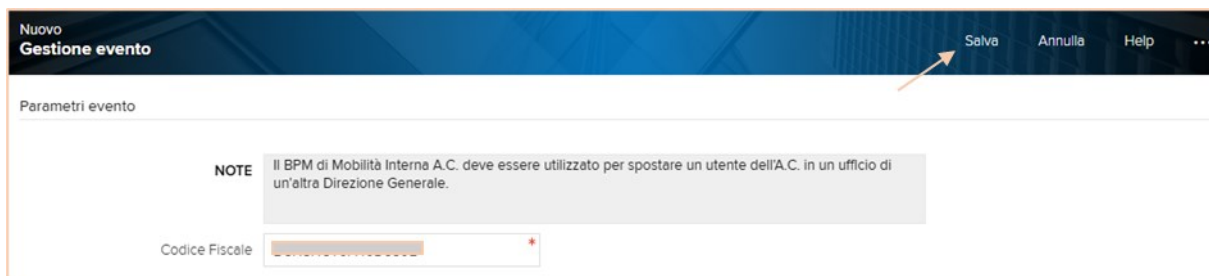 Nuovo
Gestione evento
Salva Annulla Help ...
Parametri evento
NOTE
Il BPM di Mobilità Interna A.C. deve essere utilizzato per spostare un utente dell'A.C. in un ufficio di
un'altra Direzione Generale.
Codice Fiscale
*